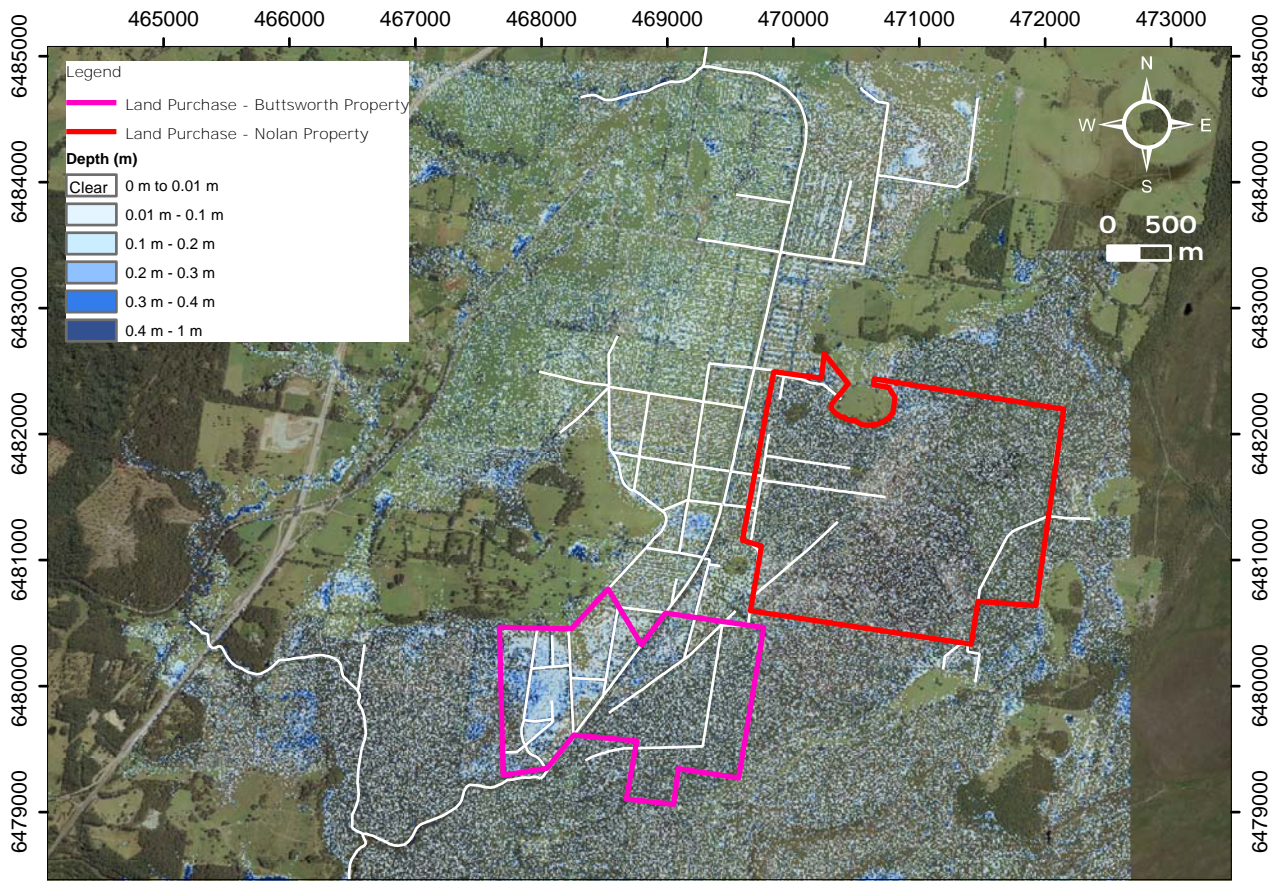 465000 466000 467000 468000 469000 470000 471000 472000 473000
6485000 6485000
Legend
Land Purchase - Buttsworth Property
Land Purchase - Nolan Property
Depth (m)
Clear 0 m to 0.01 m
0.01 m - 0.1 m
0.1 m - 0.2 m
0.2 m - 0.3 m
0.3 m - 0.4 m
0.4 m - 1 m
N
W E
S
0 500
m
6484000 6484000
6483000 6483000
6482000 6482000
6481000 6481000
6480000 6480000
6479000 6479000